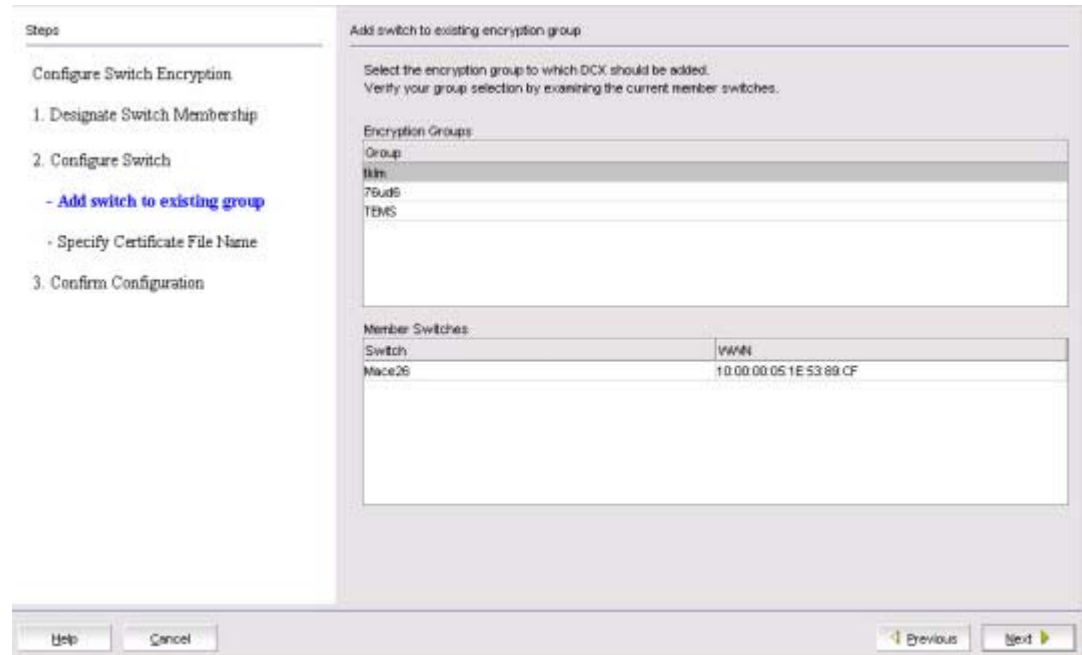 Steps
Configure Switch Encryption
1. Designate Switch Membership
2. Configure Switch
- Add switch to existing group
- Specify Certificate File Name
3. Confirm Configuration
Add switch to existing encryption group
Select the encryption group to which DCX should be added.
Verify your group selection by examining the current member switches.
Encryption Groups
Group
tklm
76ud6
TEMS
Member Switches
Switch WWN
Mace26 10:00:00:05:1E:53:89:CF
Help Cancel Previous Next